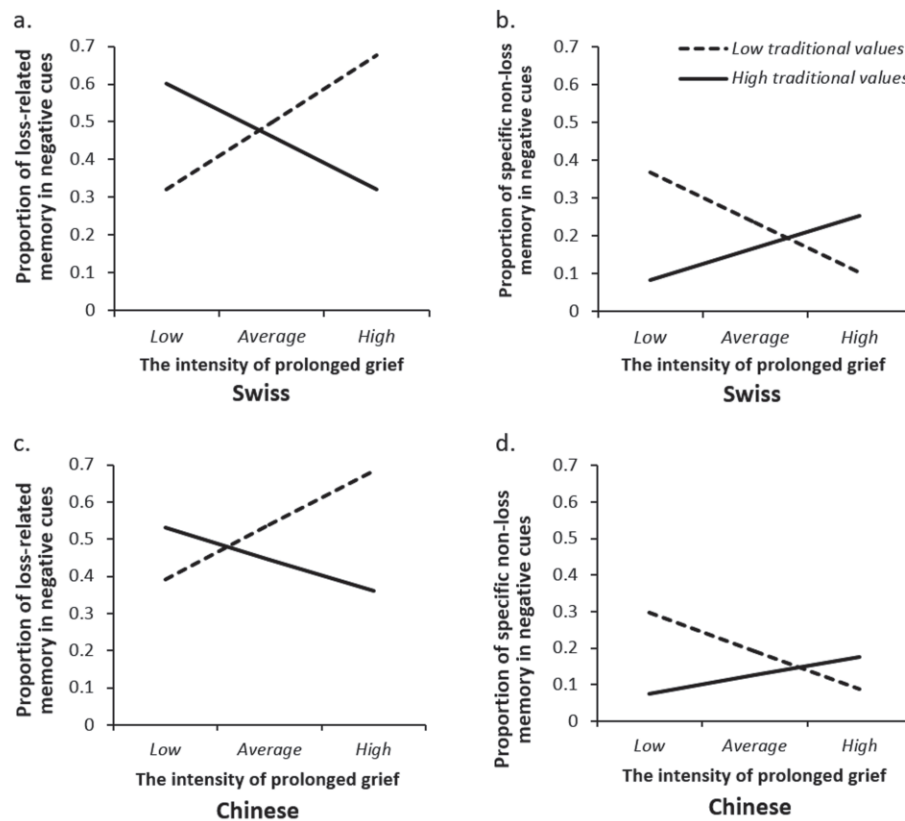 a.
Proportion of loss-related
memory in negative cues
0.7
0.6
0.5
0.4
0.3
0.2
0.1
0
Low Average High
The intensity of prolonged grief
Swiss
b.
Proportion of specific non-loss
memory in negative cues
0.7
0.6
0.5
0.4
0.3
0.2
0.1
0
Low traditional values
High traditional values
Low Average High
The intensity of prolonged grief
Swiss
c.
Proportion of loss-related
memory in negative cues
0.7
0.6
0.5
0.4
0.3
0.2
0.1
0
Low Average High
The intensity of prolonged grief
Chinese
d.
Proportion of specific non-loss
memory in negative cues
0.7
0.6
0.5
0.4
0.3
0.2
0.1
0
Low Average High
The intensity of prolonged grief
Chinese